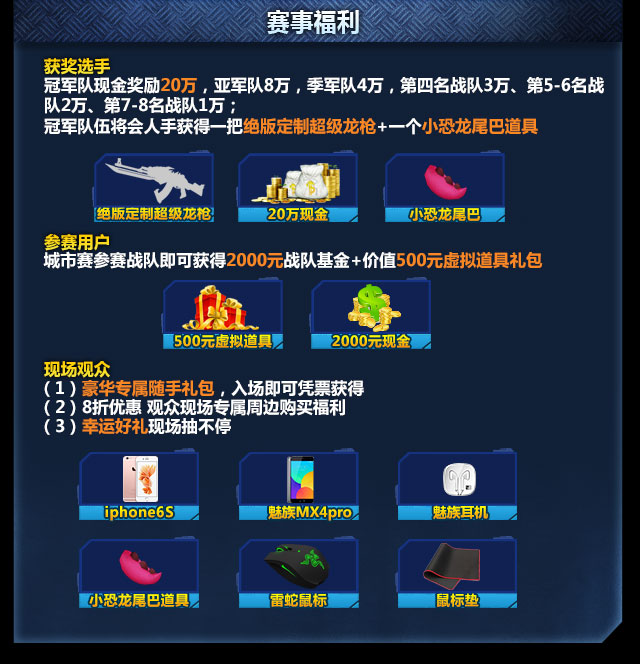 赛事福利
获奖选手
冠军队现金奖励20万，亚军队8万，季军队4万，第四名战队3万、第5-6名战
队2万、第7-8名战队1万；
冠军队伍将会人手获得一把绝版定制超级龙枪+一个小恐龙尾巴道具
绝版定制超级龙枪
20万现金
小恐龙尾巴
参赛用户
城市赛参赛战队即可获得2000元战队基金+价值500元虚拟道具礼包
500元虚拟道具
2000元现金
现场观众
（1）豪华专属随手礼包，入场即可凭票获得
（2）8折优惠 观众现场专属周边购买福利
（3）幸运好礼现场抽不停
iphone6S
魅族MX4pro
魅族耳机
小恐龙尾巴道具
雷蛇鼠标
鼠标垫